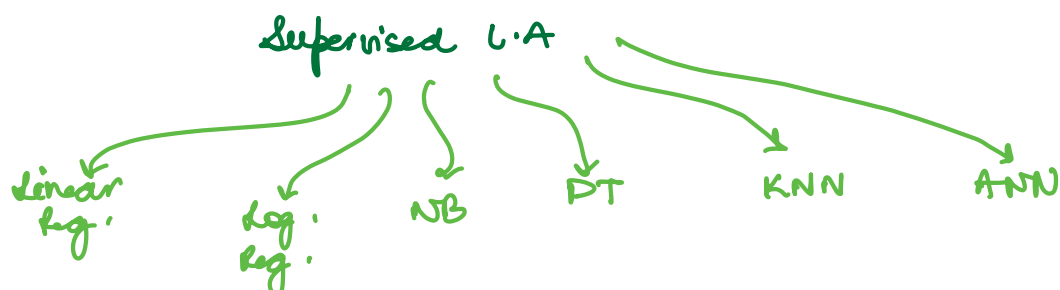 Supervised L.A
Linear
Reg.
Log.
Reg.
NB
DT
KNN
ANN